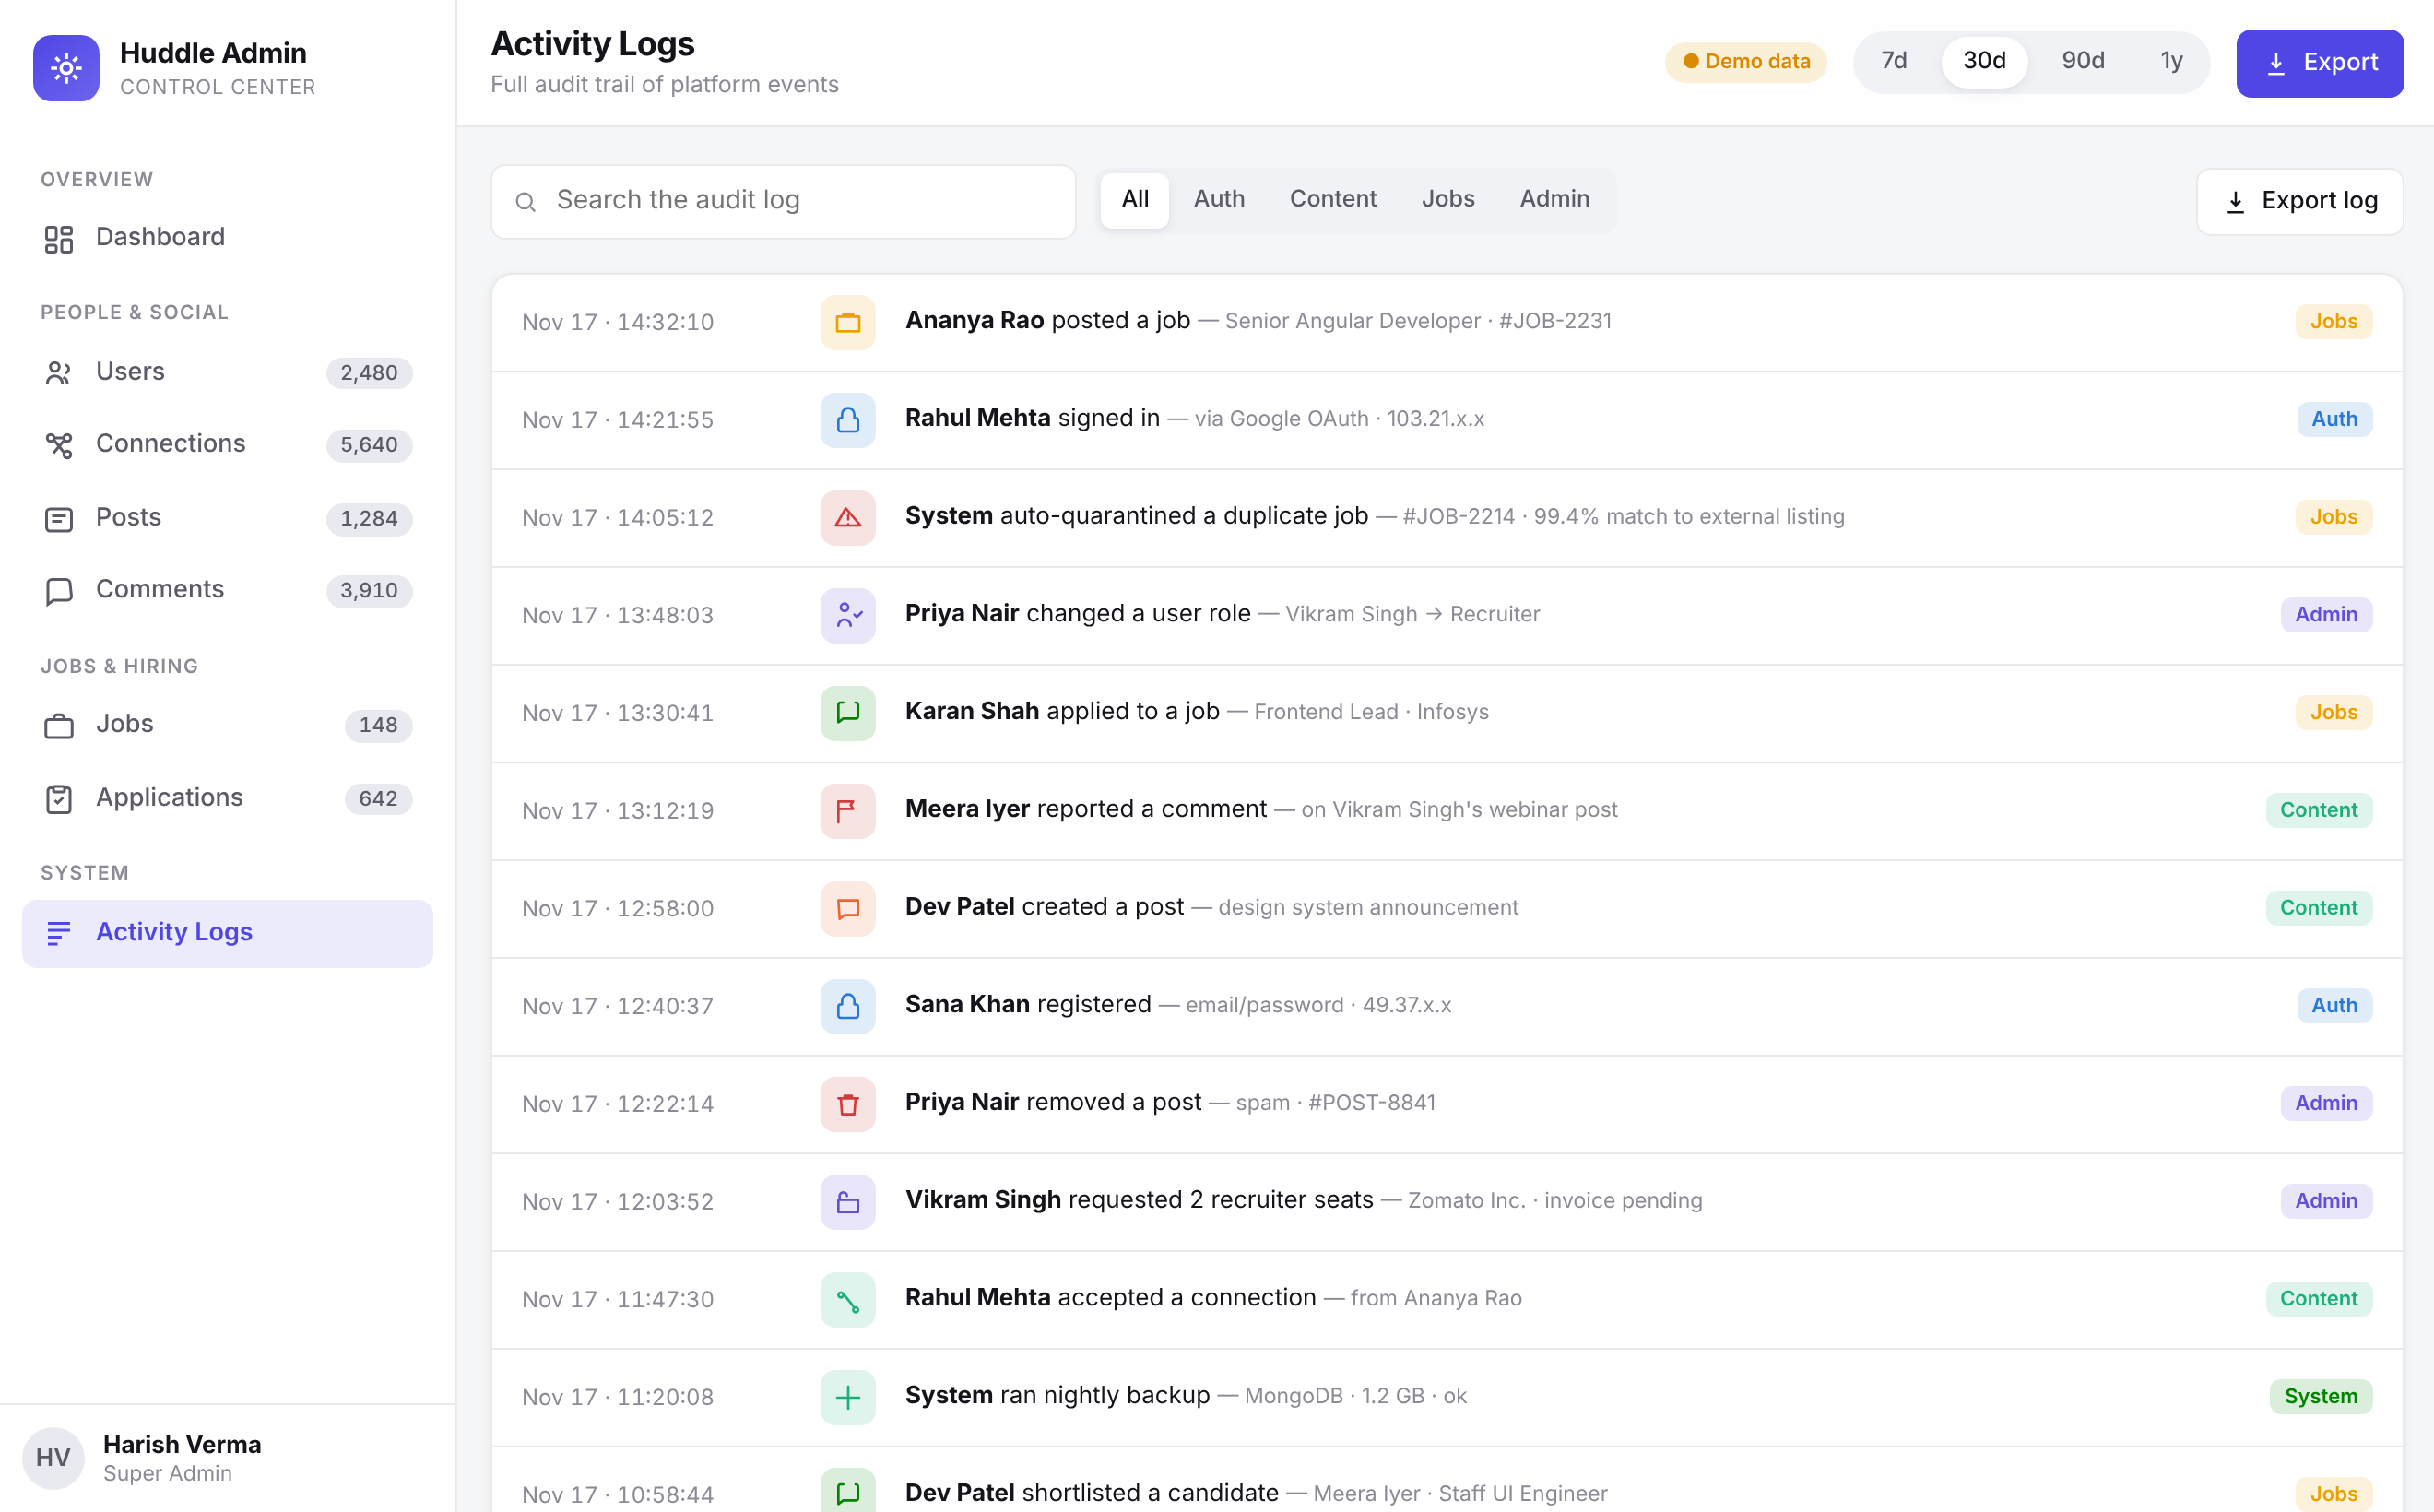 Huddle Admin
CONTROL CENTER
OVERVIEW
Dashboard
PEOPLE & SOCIAL
Users 2,480
Connections 5,640
Posts 1,284
Comments 3,910
JOBS & HIRING
Jobs 148
Applications 642
SYSTEM
Activity Logs
HV
Harish Verma
Super Admin
Activity Logs
Full audit trail of platform events
Demo data 7d 30d 90d 1y Export
Search the audit log All Auth Content Jobs Admin Export log
Nov 17 · 14:32:10 Ananya Rao posted a job — Senior Angular Developer · #JOB-2231 Jobs
Nov 17 · 14:21:55 Rahul Mehta signed in — via Google OAuth · 103.21.x.x Auth
Nov 17 · 14:05:12 System auto-quarantined a duplicate job — #JOB-2214 · 99.4% match to external listing Jobs
Nov 17 · 13:48:03 Priya Nair changed a user role — Vikram Singh → Recruiter Admin
Nov 17 · 13:30:41 Karan Shah applied to a job — Frontend Lead · Infosys Jobs
Nov 17 · 13:12:19 Meera Iyer reported a comment — on Vikram Singh's webinar post Content
Nov 17 · 12:58:00 Dev Patel created a post — design system announcement Content
Nov 17 · 12:40:37 Sana Khan registered — email/password · 49.37.x.x Auth
Nov 17 · 12:22:14 Priya Nair removed a post — spam · #POST-8841 Admin
Nov 17 · 12:03:52 Vikram Singh requested 2 recruiter seats — Zomato Inc. · invoice pending Admin
Nov 17 · 11:47:30 Rahul Mehta accepted a connection — from Ananya Rao Content
Nov 17 · 11:20:08 System ran nightly backup — MongoDB · 1.2 GB · ok System
Nov 17 · 10:58:44 Dev Patel shortlisted a candidate — Meera Iyer · Staff UI Engineer Jobs